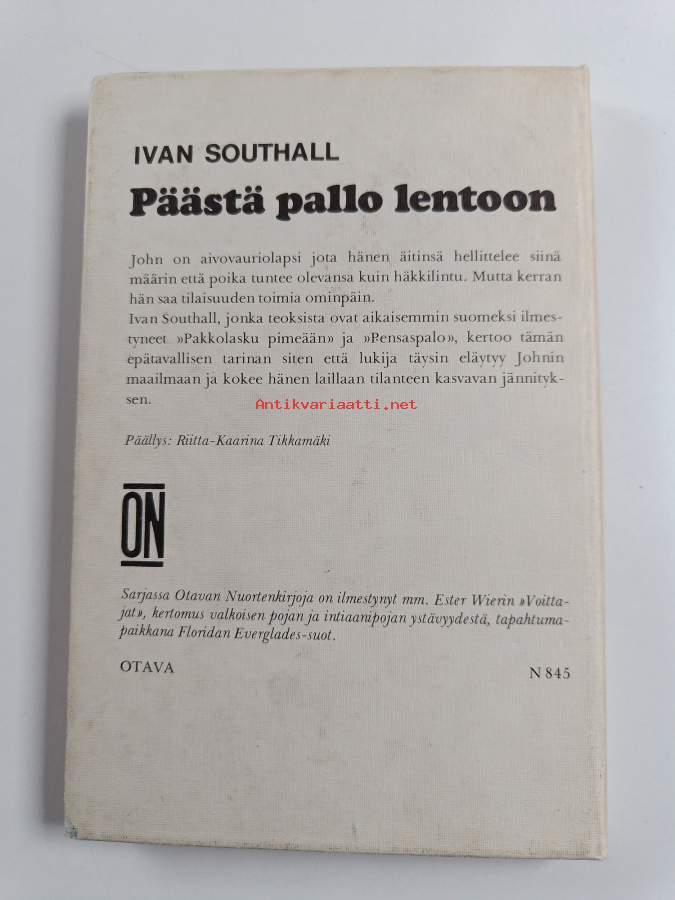 IVAN SOUTHALL
Päästä pallo lentoon
John on aivovauriolapsi jota hänen äitinsä hellittelee siinä
määrin että poika tuntee olevansa kuin häkkilintu. Mutta kerran
hän saa tilaisuuden toimia ominpäin.
Ivan Southall, jonka teoksista ovat aikaisemmin suomeksi ilmes-
tyneet »Pakkolasku pimeään» ja »Pensaspalo», kertoo tämän
epätavallisen tarinan siten että lukija täysin eläytyy Johnin
maailmaan ja kokee hänen laillaan tilanteen kasvavan jännityk-
sen.
Antikvariaatti.net
Päällys: Riitta-Kaarina Tikkamäki
ON
Sarjassa Otavan Nuortenkirjoja on ilmestynyt mm. Ester Wierin »Voitta-
jat», kertomus valkoisen pojan ja intiaanipojan ystävyydestä, tapahtuma-
paikkana Floridan Everglades-suot.
OTAVA
N 845